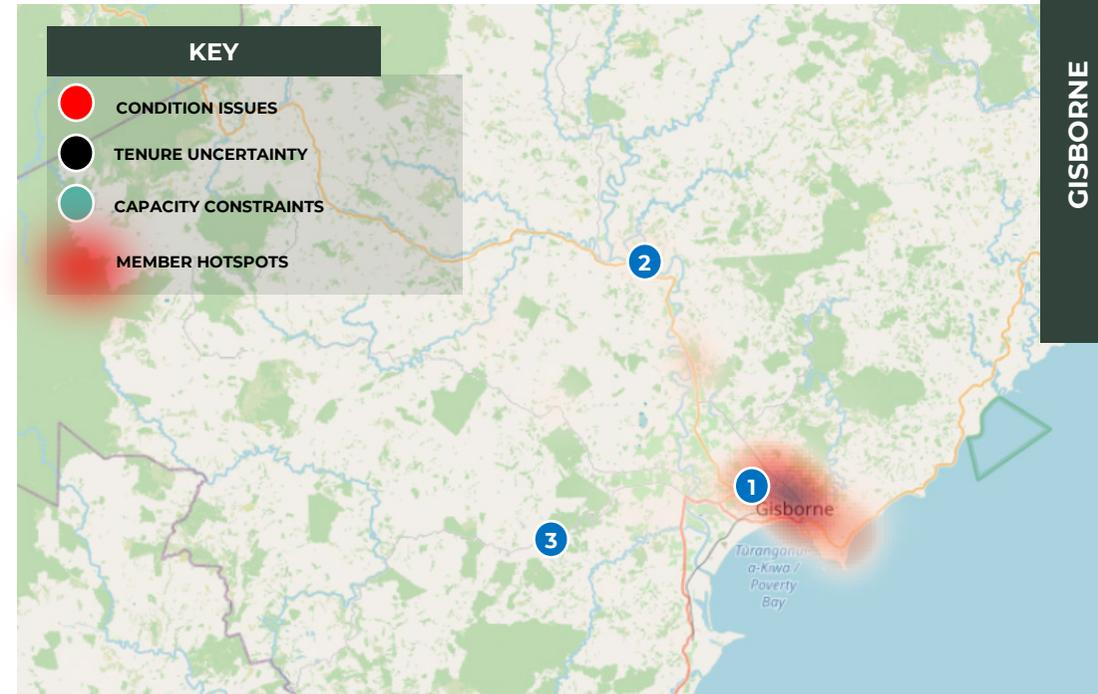 KEY
CONDITION ISSUES
TENURE UNCERTAINTY
CAPACITY CONSTRAINTS
MEMBER HOTSPOTS
GISBORNE
2
1
Gisborne
3
Tūranganui-
a-Kiwa /
Poverty
Bay